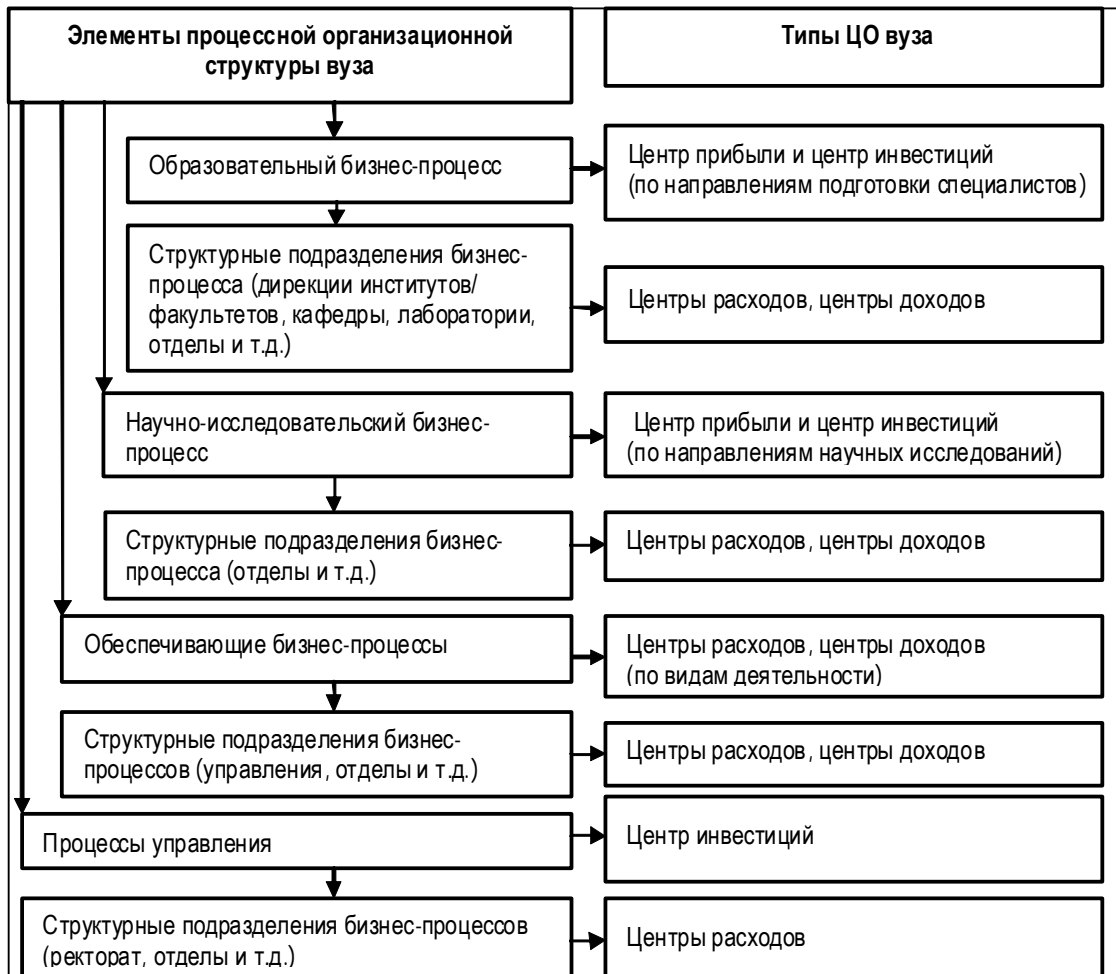 Элементы процессной организационной
структуры вуза
Типы ЦО вуза
Образовательный бизнес-процесс
Центр прибыли и центр инвестиций
(по направлениям подготовки специалистов)
Структурные подразделения бизнес-
процесса (дирекции институтов/
факультетов, кафедры, лаборатории,
отделы и т.д.)
Центры расходов, центры доходов
Научно-исследовательский бизнес-
процесс
Центр прибыли и центр инвестиций
(по направлениям научных исследований)
Структурные подразделения бизнес-
процесса (отделы и т.д.)
Центры расходов, центры доходов
Обеспечивающие бизнес-процессы
Центры расходов, центры доходов
(по видам деятельности)
Структурные подразделения бизнес-
процессов (управления, отделы и т.д.)
Центры расходов, центры доходов
Процессы управления
Центр инвестиций
Структурные подразделения бизнес-процессов
(ректорат, отделы и т.д.)
Центры расходов